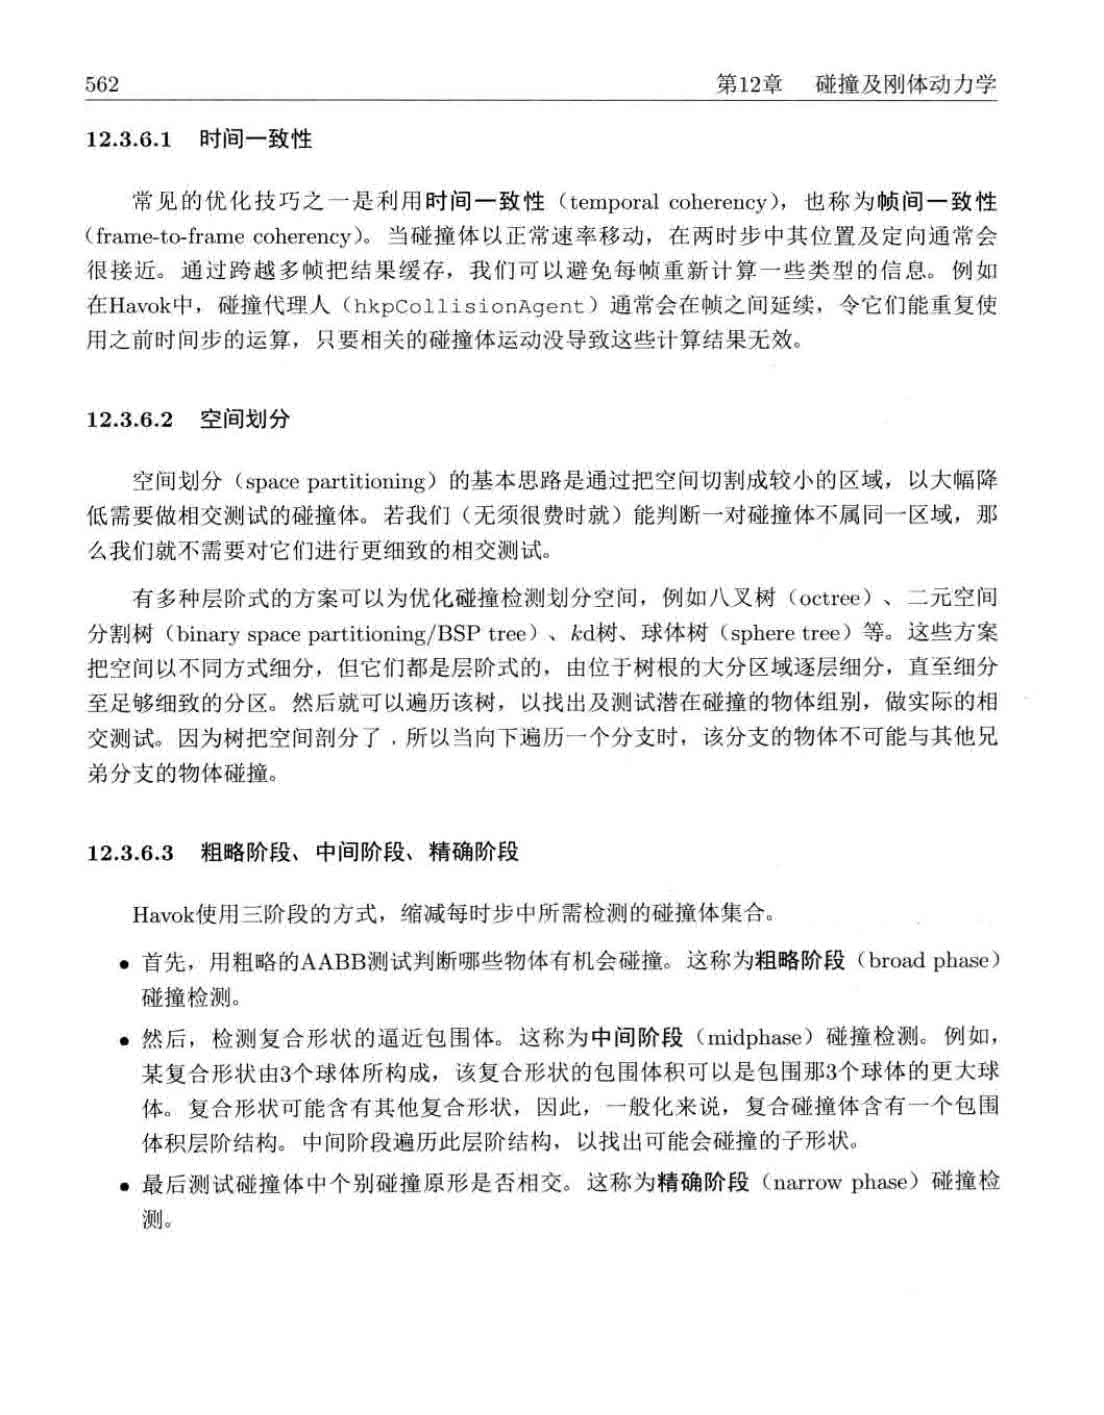 562 第12章 碰撞及刚体动力学
12.3.6.1 时间一致性
常见的优化技巧之一是利用时间一致性（temporal coherency），也称为帧间一致性
（frame-to-frame coherency）。当碰撞体以正常速率移动，在两时步中其位置及定向通常会
很接近。通过跨越多帧把结果缓存，我们可以避免每帧重新计算一些类型的信息。例如
在Havok中，碰撞代理人（hkpCollisionAgent）通常会在帧之间延续，令它们能重复使
用之前时间步的运算，只要相关的碰撞体运动没导致这些计算结果无效。
12.3.6.2 空间划分
空间划分（space partitioning）的基本思路是通过把空间切割成较小的区域，以大幅降
低需要做相交测试的碰撞体。若我们（无须很费时就）能判断一对碰撞体不属同一区域，那
么我们就不需要对它们进行更细致的相交测试。
有多种层阶式的方案可以为优化碰撞检测划分空间，例如八叉树（octree）、二元空间
分割树（binary space partitioning/BSP tree）、kd树、球体树（sphere tree）等。这些方案
把空间以不同方式细分，但它们都是层阶式的，由位于树根的大分区域逐层细分，直至细分
至足够细致的分区。然后就可以遍历该树，以找出及测试潜在碰撞的物体组别，做实际的相
交测试。因为树把空间剖分了，所以当向下遍历一个分支时，该分支的物体不可能与其他兄
弟分支的物体碰撞。
12.3.6.3 粗略阶段、中间阶段、精确阶段
Havok使用三阶段的方式，缩减每时步中所需检测的碰撞体集合。
● 首先，用粗略的AABB测试判断哪些物体有机会碰撞。这称为粗略阶段（broad phase）
碰撞检测。
● 然后，检测复合形状的逼近包围体。这称为中间阶段（midphase）碰撞检测。例如，
某复合形状由3个球体所构成，该复合形状的包围体积可以是包围那3个球体的更大球
体。复合形状可能含有其他复合形状，因此，一般化来说，复合碰撞体含有一个包围
体积层阶结构。中间阶段遍历此层阶结构，以找出可能会碰撞的子形状。
● 最后测试碰撞体中个别碰撞原形是否相交。这称为精确阶段（narrow phase）碰撞检
测。